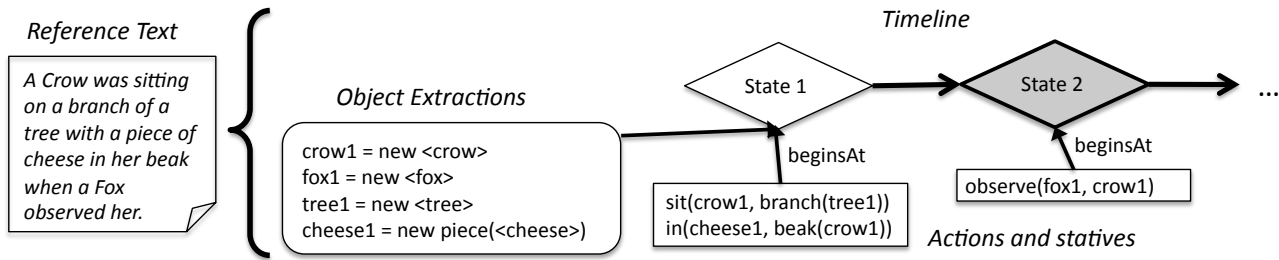 Reference Text
A Crow was sitting
on a branch of a
tree with a piece of
cheese in her beak
when a Fox
observed her.
Object Extractions
crow1 = new <crow>
fox1 = new <fox>
tree1 = new <tree>
cheese1 = new piece(<cheese>)
Timeline
State 1
State 2
...
beginsAt
beginsAt
sit(crow1, branch(tree1))
in(cheese1, beak(crow1))
observe(fox1, crow1)
Actions and statives